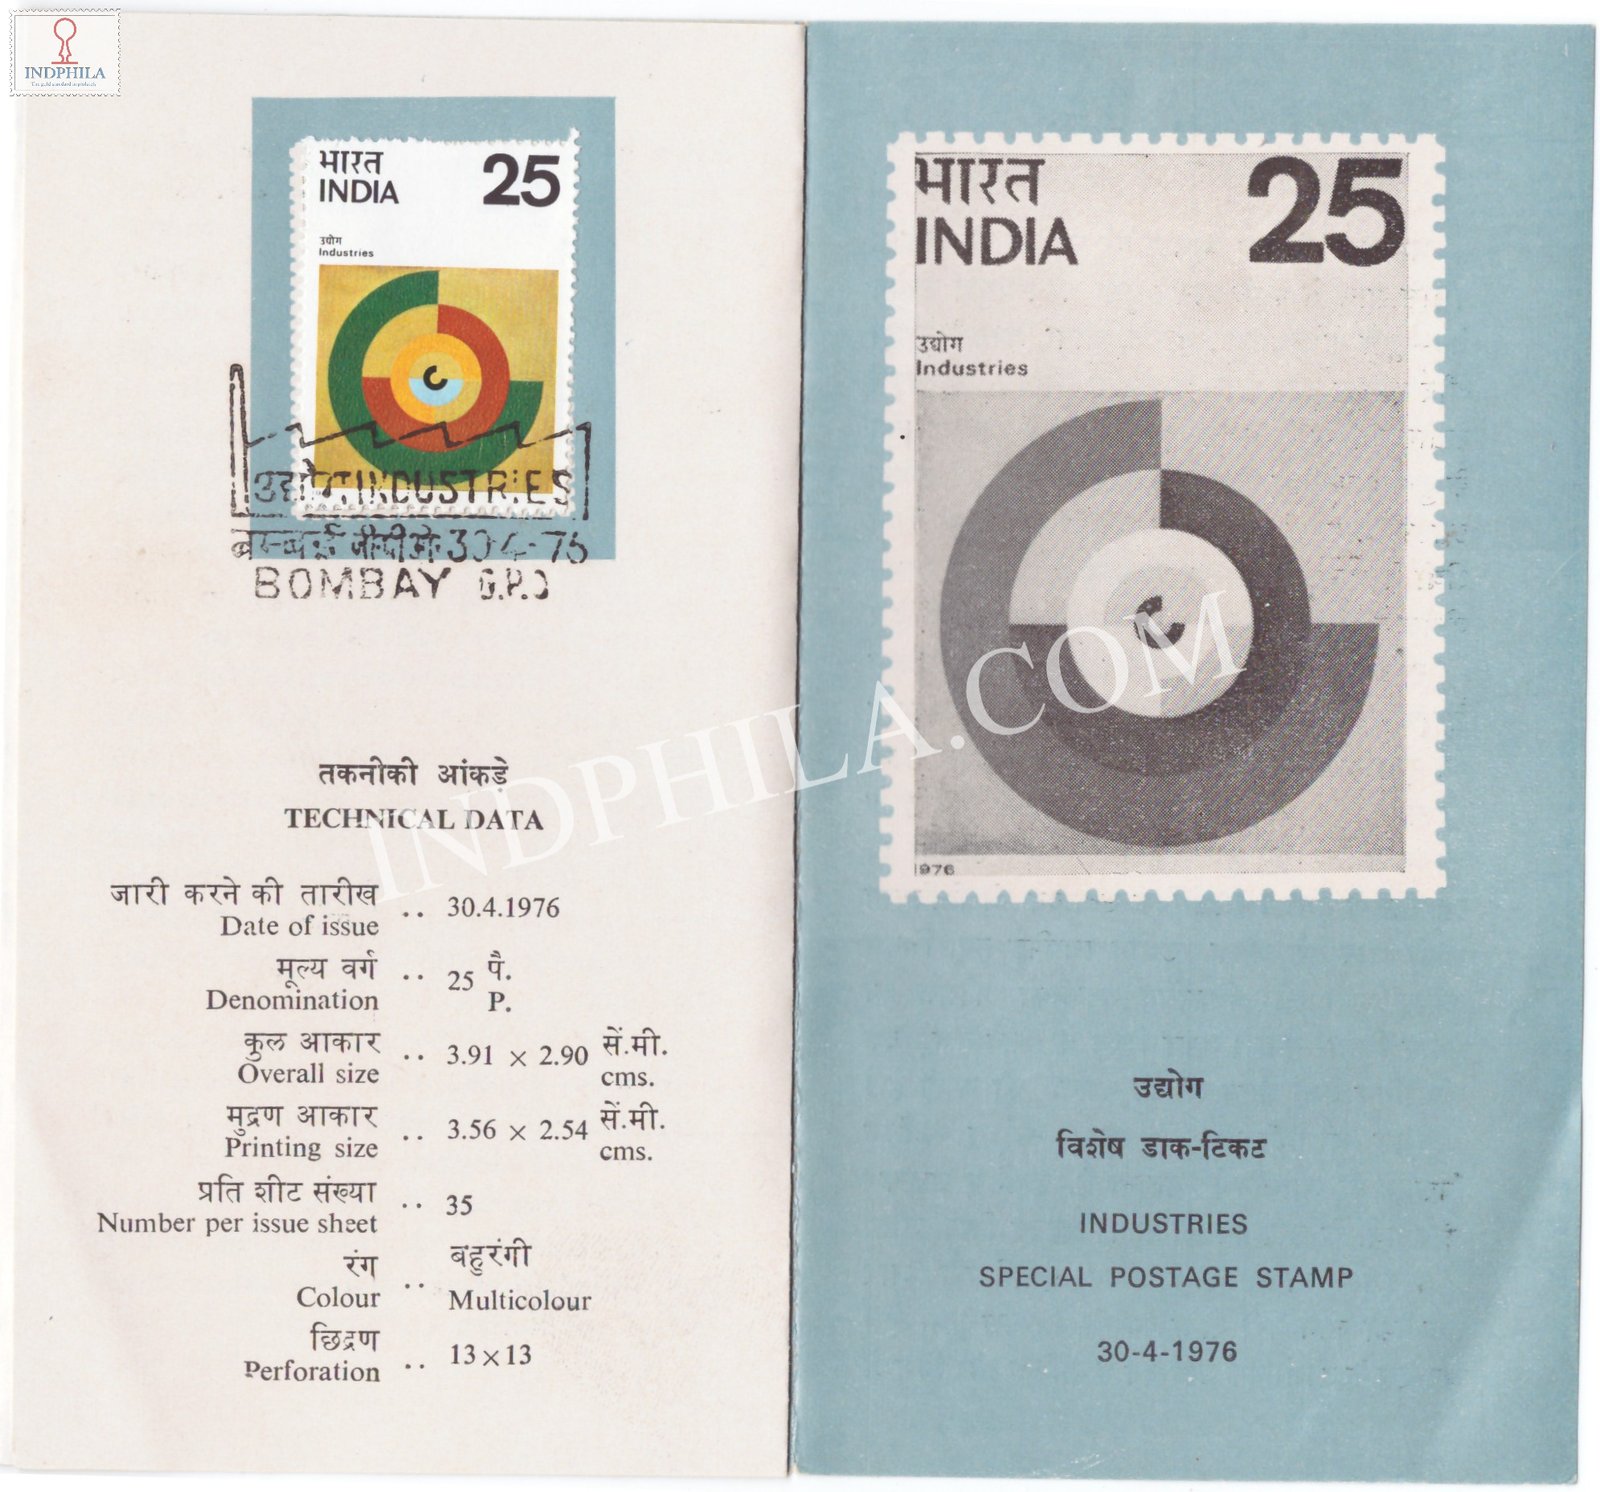 INDPHILA
भारत
INDIA
25
उद्योग
Industries
उद्योग INDUSTRIES
बम्बई जीपीओ 30-4-76
BOMBAY G.P.O
तकनीकी आंकड़े
TECHNICAL DATA
जारी करने की तारीख
Date of issue
.. 30.4.1976
मूल्य वर्ग
Denomination
.. 25 पै.
P.
कुल आकार
Overall size
.. 3.91 × 2.90 सें.मी.
cms.
मुद्रण आकार
Printing size
.. 3.56 × 2.54 सें.मी.
cms.
प्रति शीट संख्या
Number per issue sheet
.. 35
रंग
Colour
.. बहुरंगी
Multicolour
छिद्रण
Perforation
.. 13×13
भारत
INDIA
25
उद्योग
Industries
1976
उद्योग
विशेष डाक-टिकट
INDUSTRIES
SPECIAL POSTAGE STAMP
30-4-1976
INDPHILA.COM